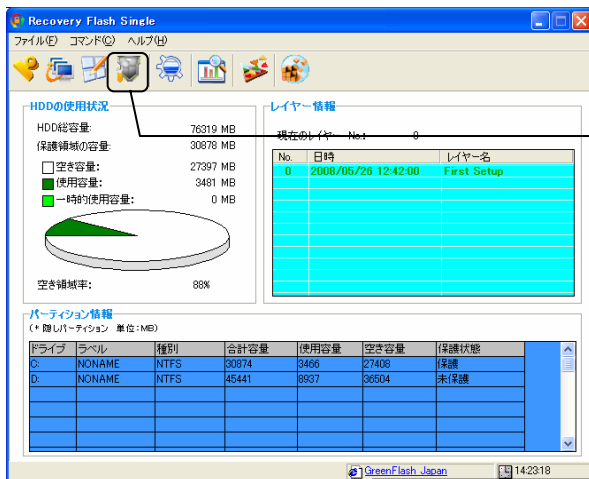 Recovery Flash Single
ファイル(F) コマンド(C) ヘルプ(H)
HDDの使用状況
HDD総容量: 76319 MB
保護領域の容量: 30878 MB
空き容量: 27397 MB
使用容量: 3481 MB
一時的使用容量: 0 MB
空き領域率: 88%
レイヤー情報
現在のレイヤー No.: 0
No. 日時 レイヤー名
0 2008/05/26 12:42:00 First Setup
パーティション情報
(* 隠しパーティション 単位:MB)
ドライブ ラベル 種別 合計容量 使用容量 空き容量 保護状態
C: NONAME NTFS 30874 3466 27408 保護
D: NONAME NTFS 45441 8937 36504 未保護
GreenFlash Japan 14:23:18